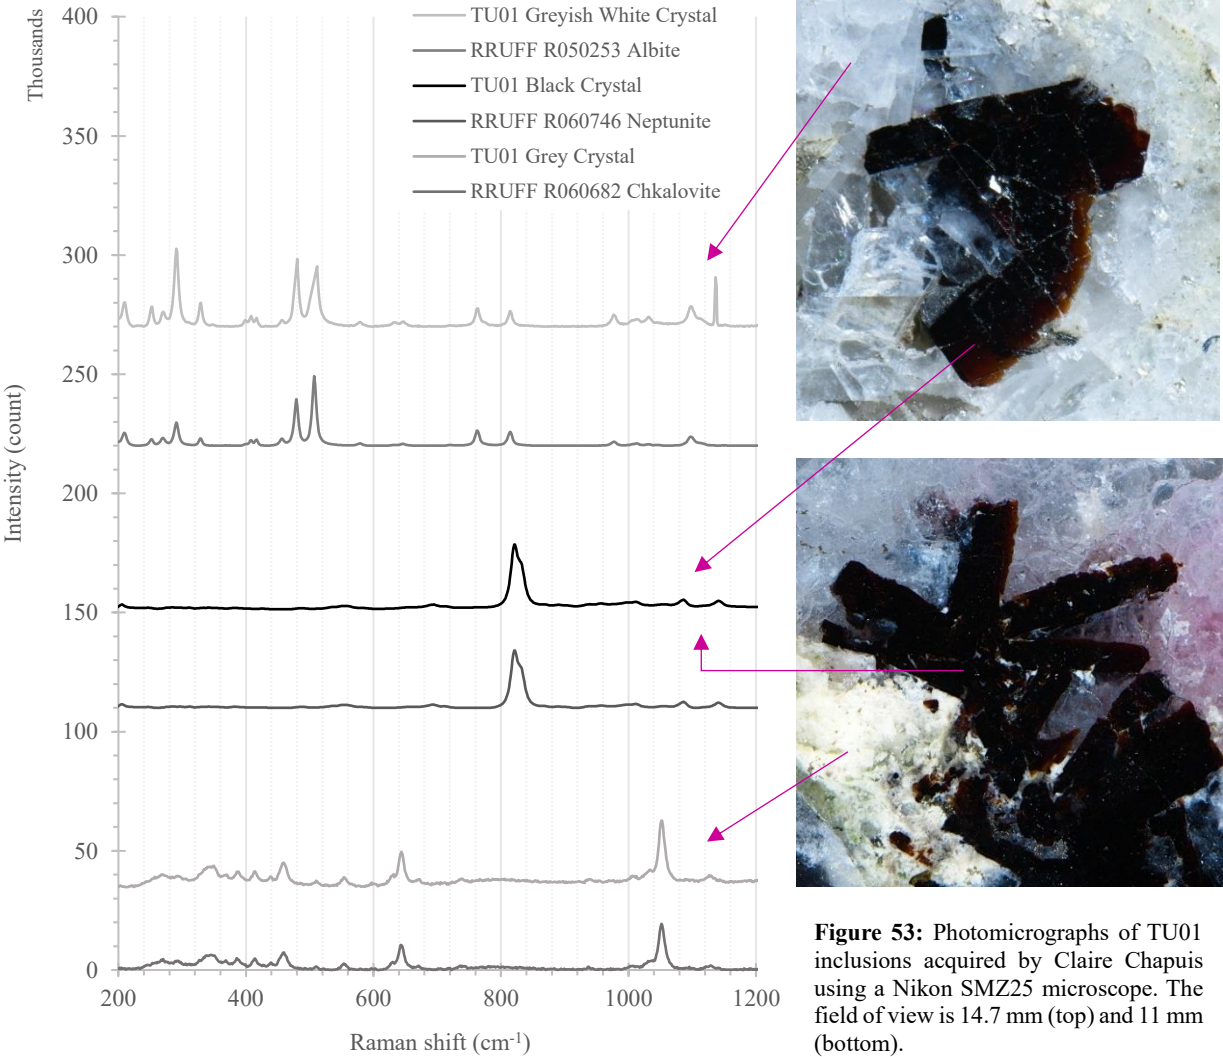 Thousands
400
350
300
250
200
150
100
50
0
Intensity (count)
TU01 Greyish White Crystal
RRUFF R050253 Albite
TU01 Black Crystal
RRUFF R060746 Neptunite
TU01 Grey Crystal
RRUFF R060682 Chkalovite
200 400 600 800 1000 1200
Raman shift (cm⁻¹)
Figure 53: Photomicrographs of TU01
inclusions acquired by Claire Chapuis
using a Nikon SMZ25 microscope. The
field of view is 14.7 mm (top) and 11 mm
(bottom).